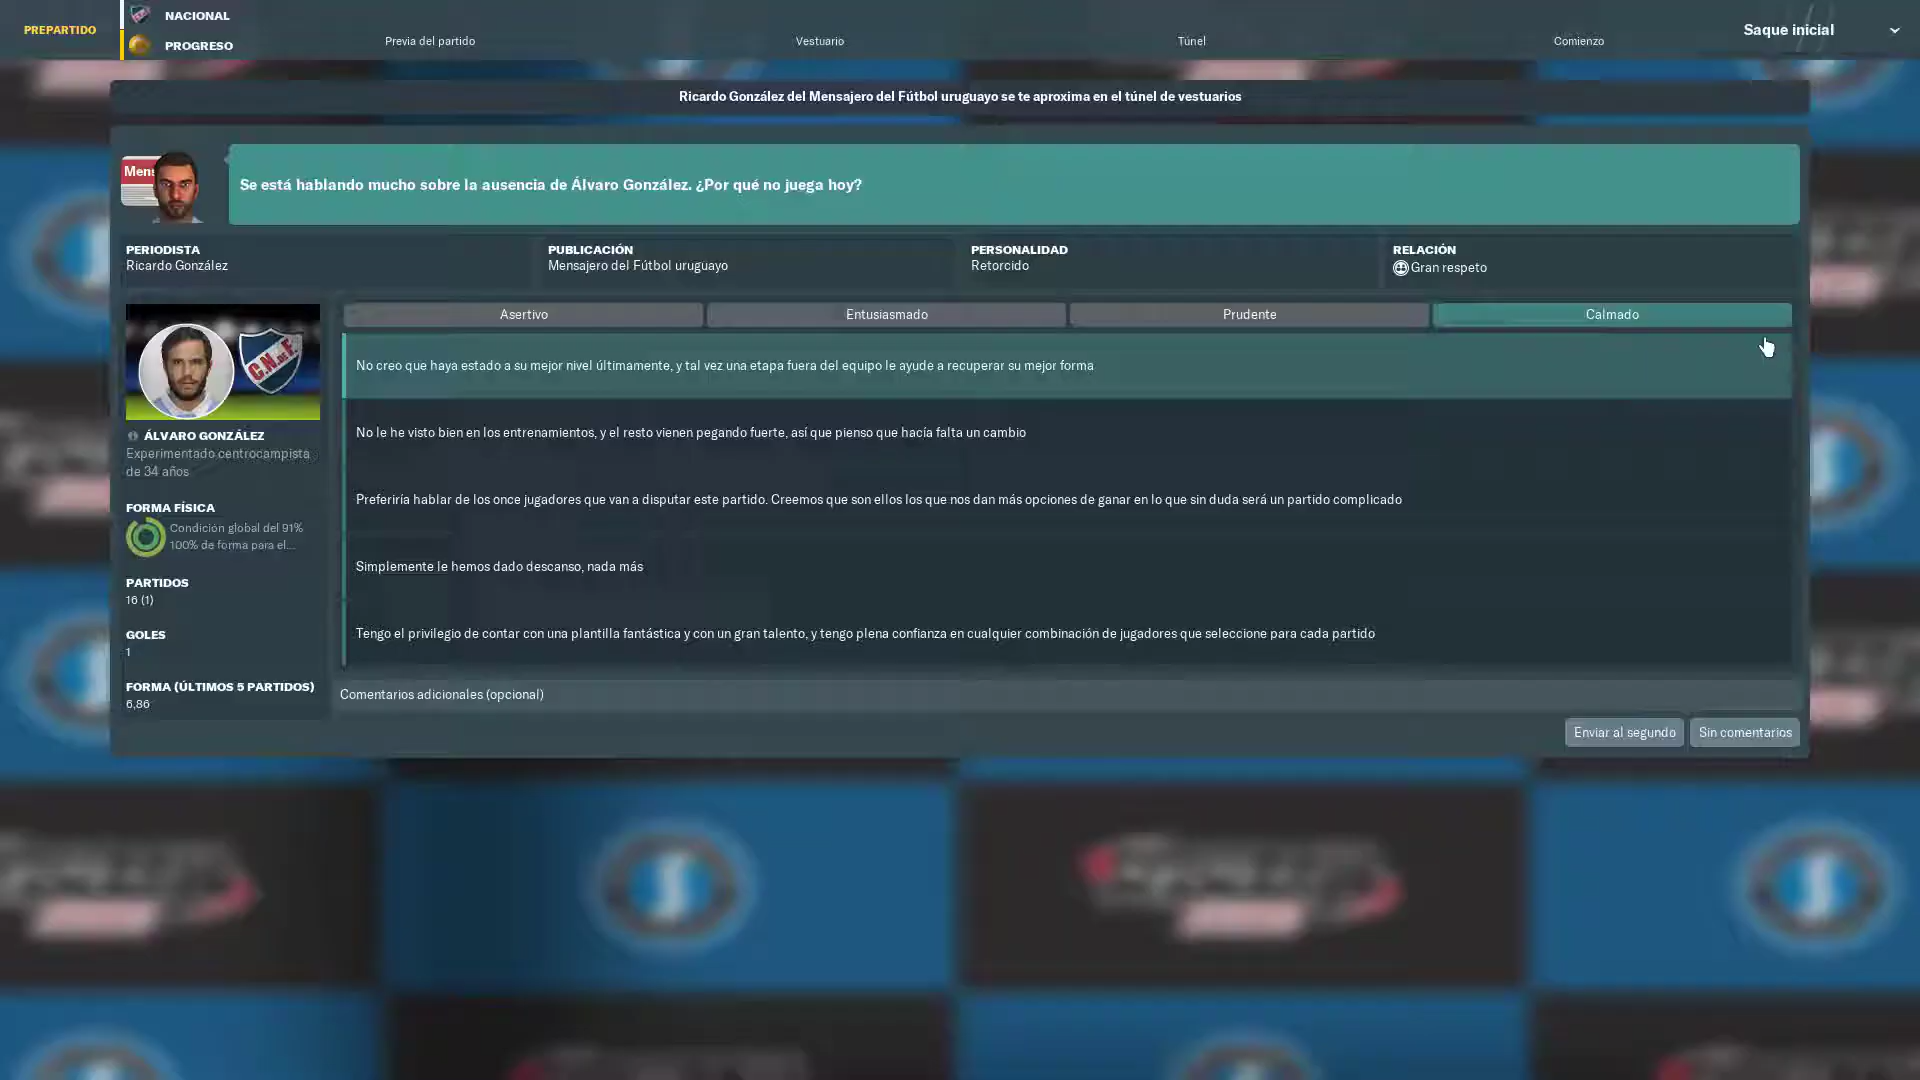 PREPARTIDO
NACIONAL
PROGRESO
Previa del partido
Vestuario
Túnel
Comienzo
Saque inicial
Ricardo González del Mensajero del Fútbol uruguayo se te aproxima en el túnel de vestuarios
Mens
Se está hablando mucho sobre la ausencia de Álvaro González. ¿Por qué no juega hoy?
PERIODISTA
Ricardo González
PUBLICACIÓN
Mensajero del Fútbol uruguayo
PERSONALIDAD
Retorcido
RELACIÓN
Gran respeto
C.N. de F.
ÁLVARO GONZÁLEZ
Experimentado centrocampista
de 34 años
FORMA FÍSICA
Condición global del 91%
100% de forma para el...
PARTIDOS
16 (1)
GOLES
1
FORMA (ÚLTIMOS 5 PARTIDOS)
6,86
Asertivo
Entusiasmado
Prudente
Calmado
No creo que haya estado a su mejor nivel últimamente, y tal vez una etapa fuera del equipo le ayude a recuperar su mejor forma
No le he visto bien en los entrenamientos, y el resto vienen pegando fuerte, así que pienso que hacía falta un cambio
Preferiría hablar de los once jugadores que van a disputar este partido. Creemos que son ellos los que nos dan más opciones de ganar en lo que sin duda será un partido complicado
Simplemente le hemos dado descanso, nada más
Tengo el privilegio de contar con una plantilla fantástica y con un gran talento, y tengo plena confianza en cualquier combinación de jugadores que seleccione para cada partido
Comentarios adicionales (opcional)
Enviar al segundo
Sin comentarios